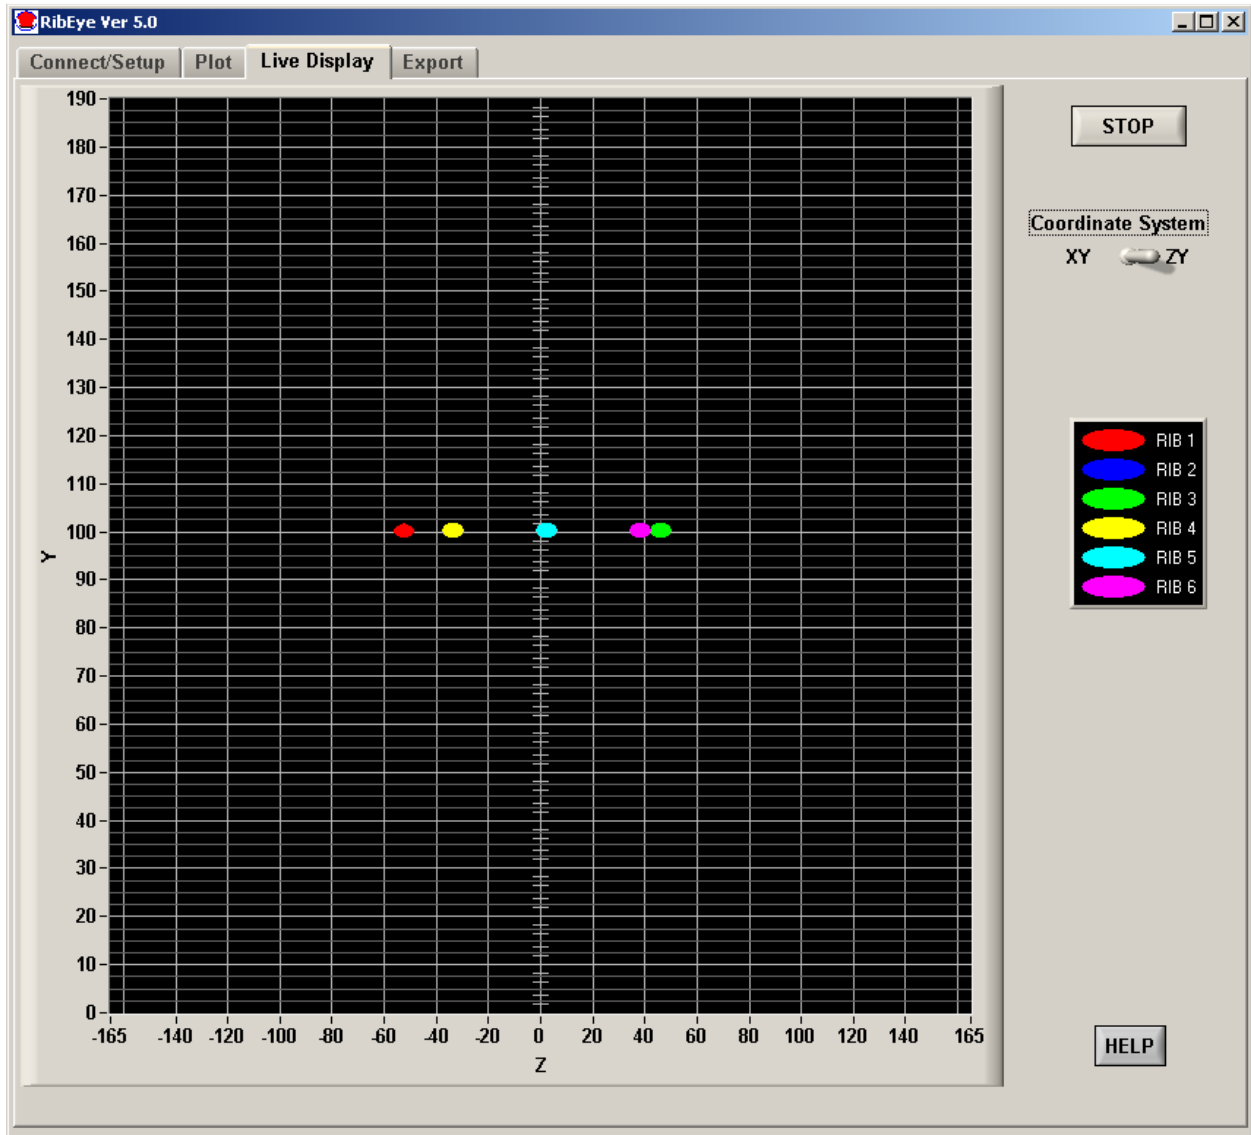 RibEye Ver 5.0
Connect/Setup Plot Live Display Export
190
180
170
160
150
140
130
120
110
100
90
80
70
60
50
40
30
20
10
0
Y
-165 -140 -120 -100 -80 -60 -40 -20 0 20 40 60 80 100 120 140 165
Z
STOP
Coordinate System
XY ZY
RIB 1
RIB 2
RIB 3
RIB 4
RIB 5
RIB 6
HELP